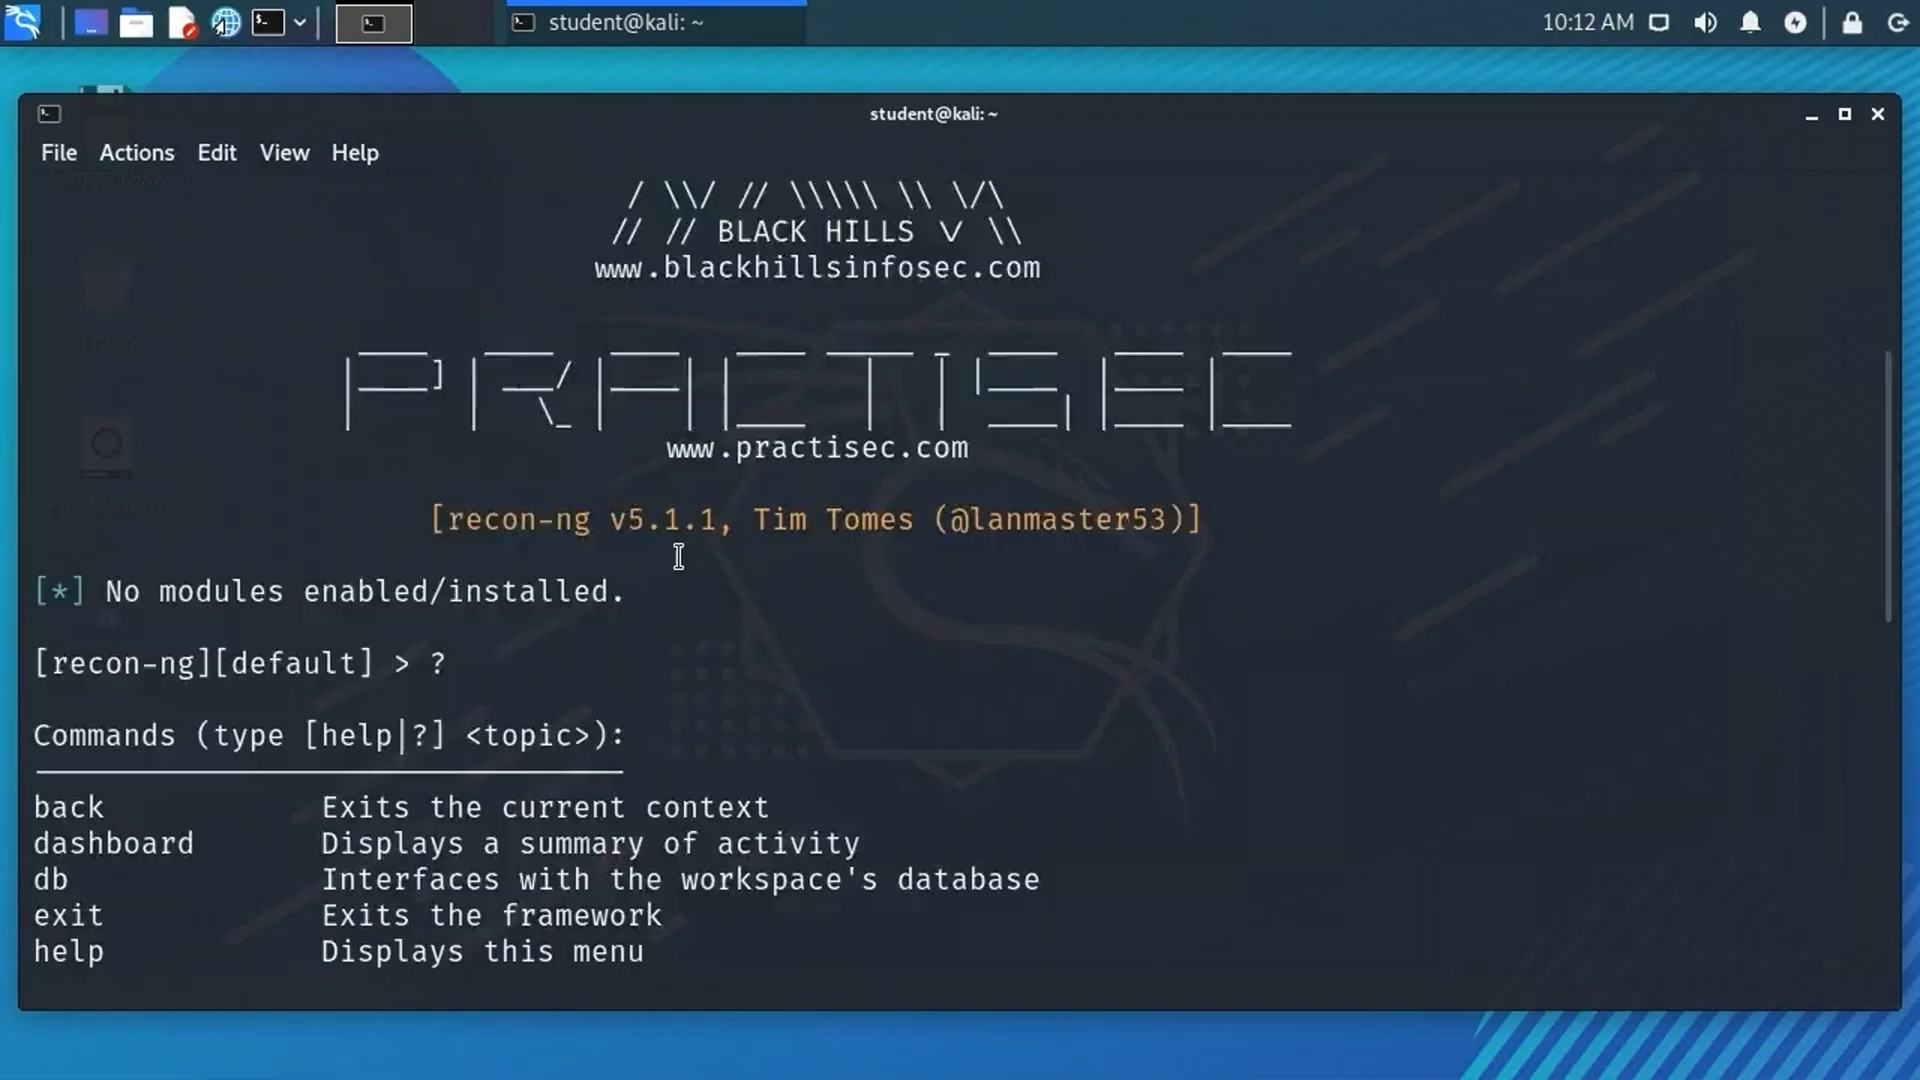 student@kali: ~
10:12 AM
student@kali: ~
File Actions Edit View Help
/ \\/ // \\\\\ \\ \/\
// // BLACK HILLS \/ \\
www.blackhillsinfosec.com
PRACTISEC
www.practisec.com
[recon-ng v5.1.1, Tim Tomes (@lanmaster53)]
[*] No modules enabled/installed.
[recon-ng][default] > ?
Commands (type [help|?] <topic>):
back Exits the current context
dashboard Displays a summary of activity
db Interfaces with the workspace's database
exit Exits the framework
help Displays this menu